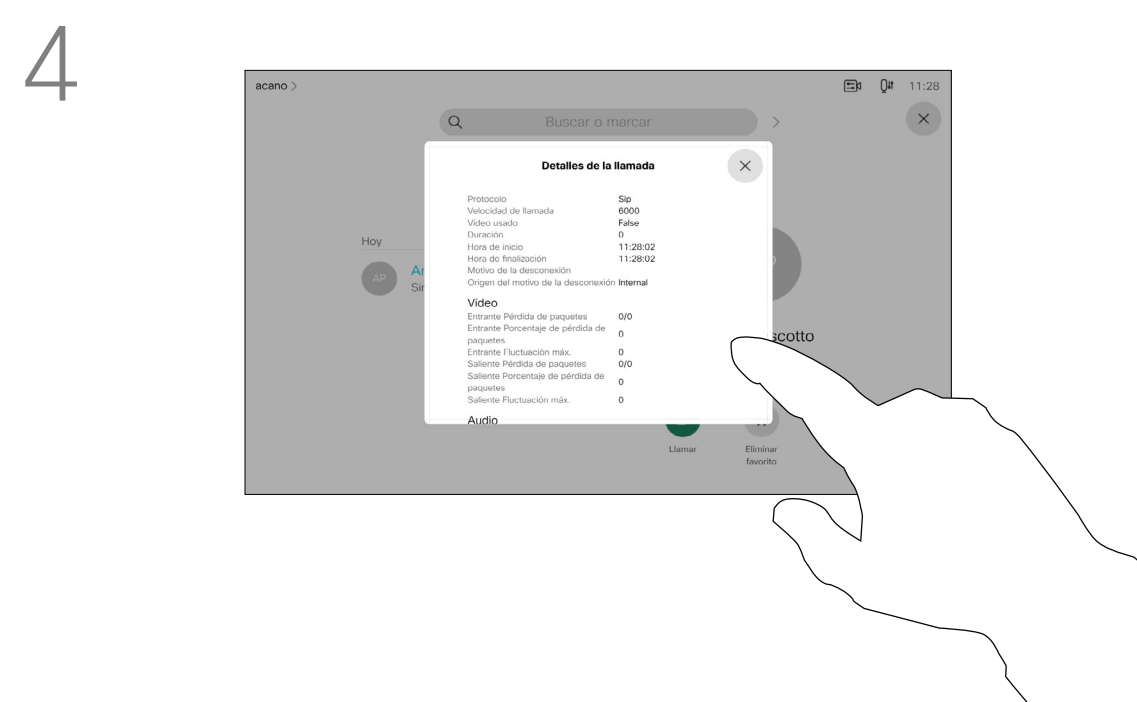 4
acano >
11:28
Buscar o marcar
Detalles de la llamada
Protocolo Sip
Velocidad de llamada 6000
Vídeo usado False
Duración 0
Hora de inicio 11:28:02
Hora de finalización 11:28:02
Motivo de la desconexión
Origen del motivo de la desconexión Internal
Vídeo
Entrante Pérdida de paquetes 0/0
Entrante Porcentaje de pérdida de
paquetes 0
Entrante Fluctuación máx. 0
Saliente Pérdida de paquetes 0/0
Saliente Porcentaje de pérdida de
paquetes 0
Saliente Fluctuación máx. 0
Audio
Hoy
AP
scotto
Llamar
Eliminar
favorito